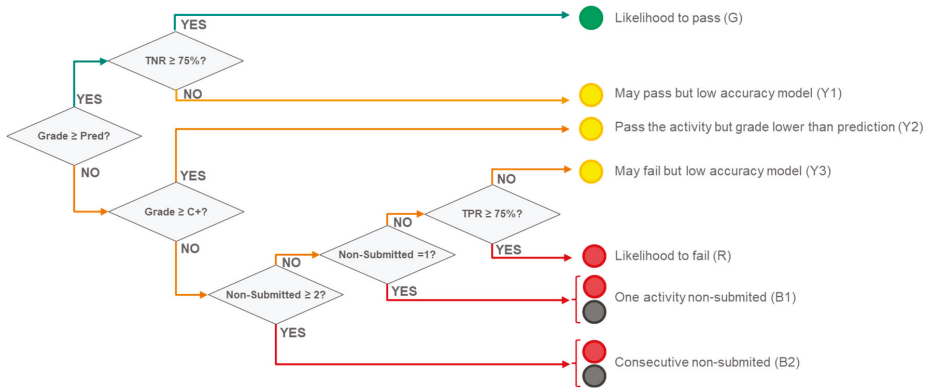 YES
Likelihood to pass (G)
TNR ≥ 75%?
NO
May pass but low accuracy model (Y1)
YES
Grade ≥ Pred?
Pass the activity but grade lower than prediction (Y2)
NO
YES
May fail but low accuracy model (Y3)
NO
Grade ≥ C+?
TPR ≥ 75%?
NO
NO
YES
Likelihood to fail (R)
Non-Submitted =1?
NO
YES
One activity non-submited (B1)
Non-Submitted ≥ 2?
YES
Consecutive non-submited (B2)